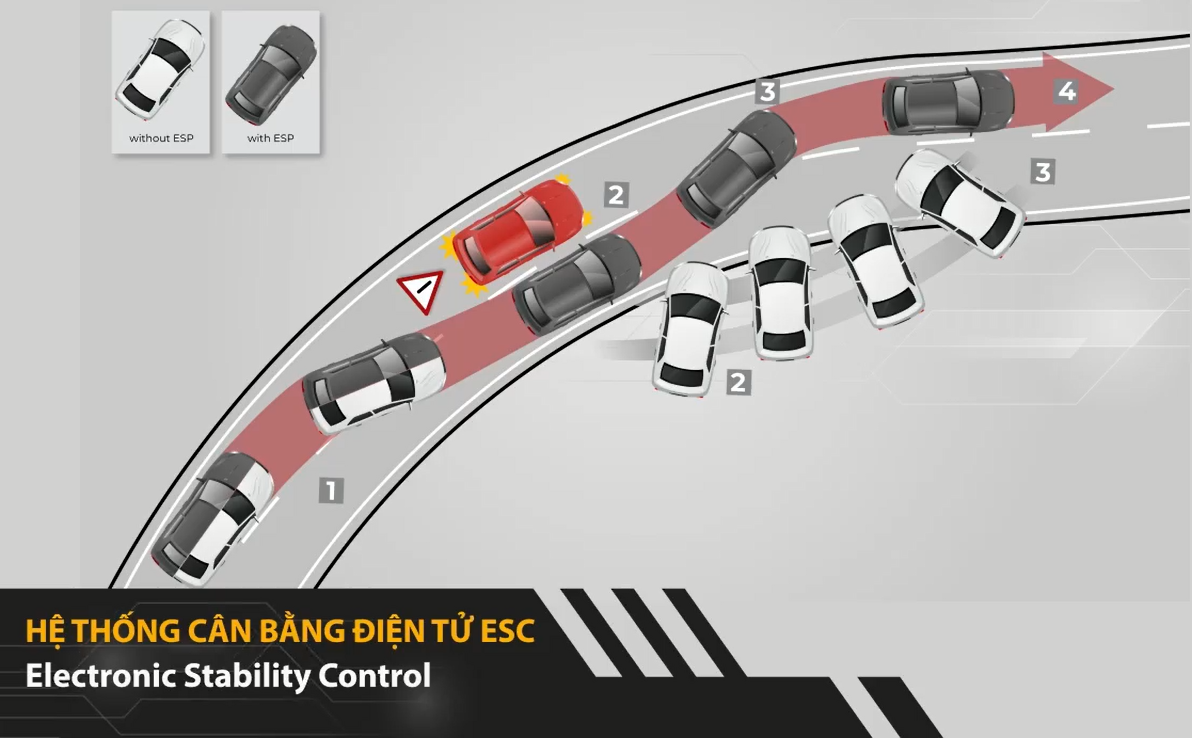 without ESP
with ESP
3
4
2
3
2
1
HỆ THỐNG CÂN BẰNG ĐIỆN TỬ ESC
Electronic Stability Control